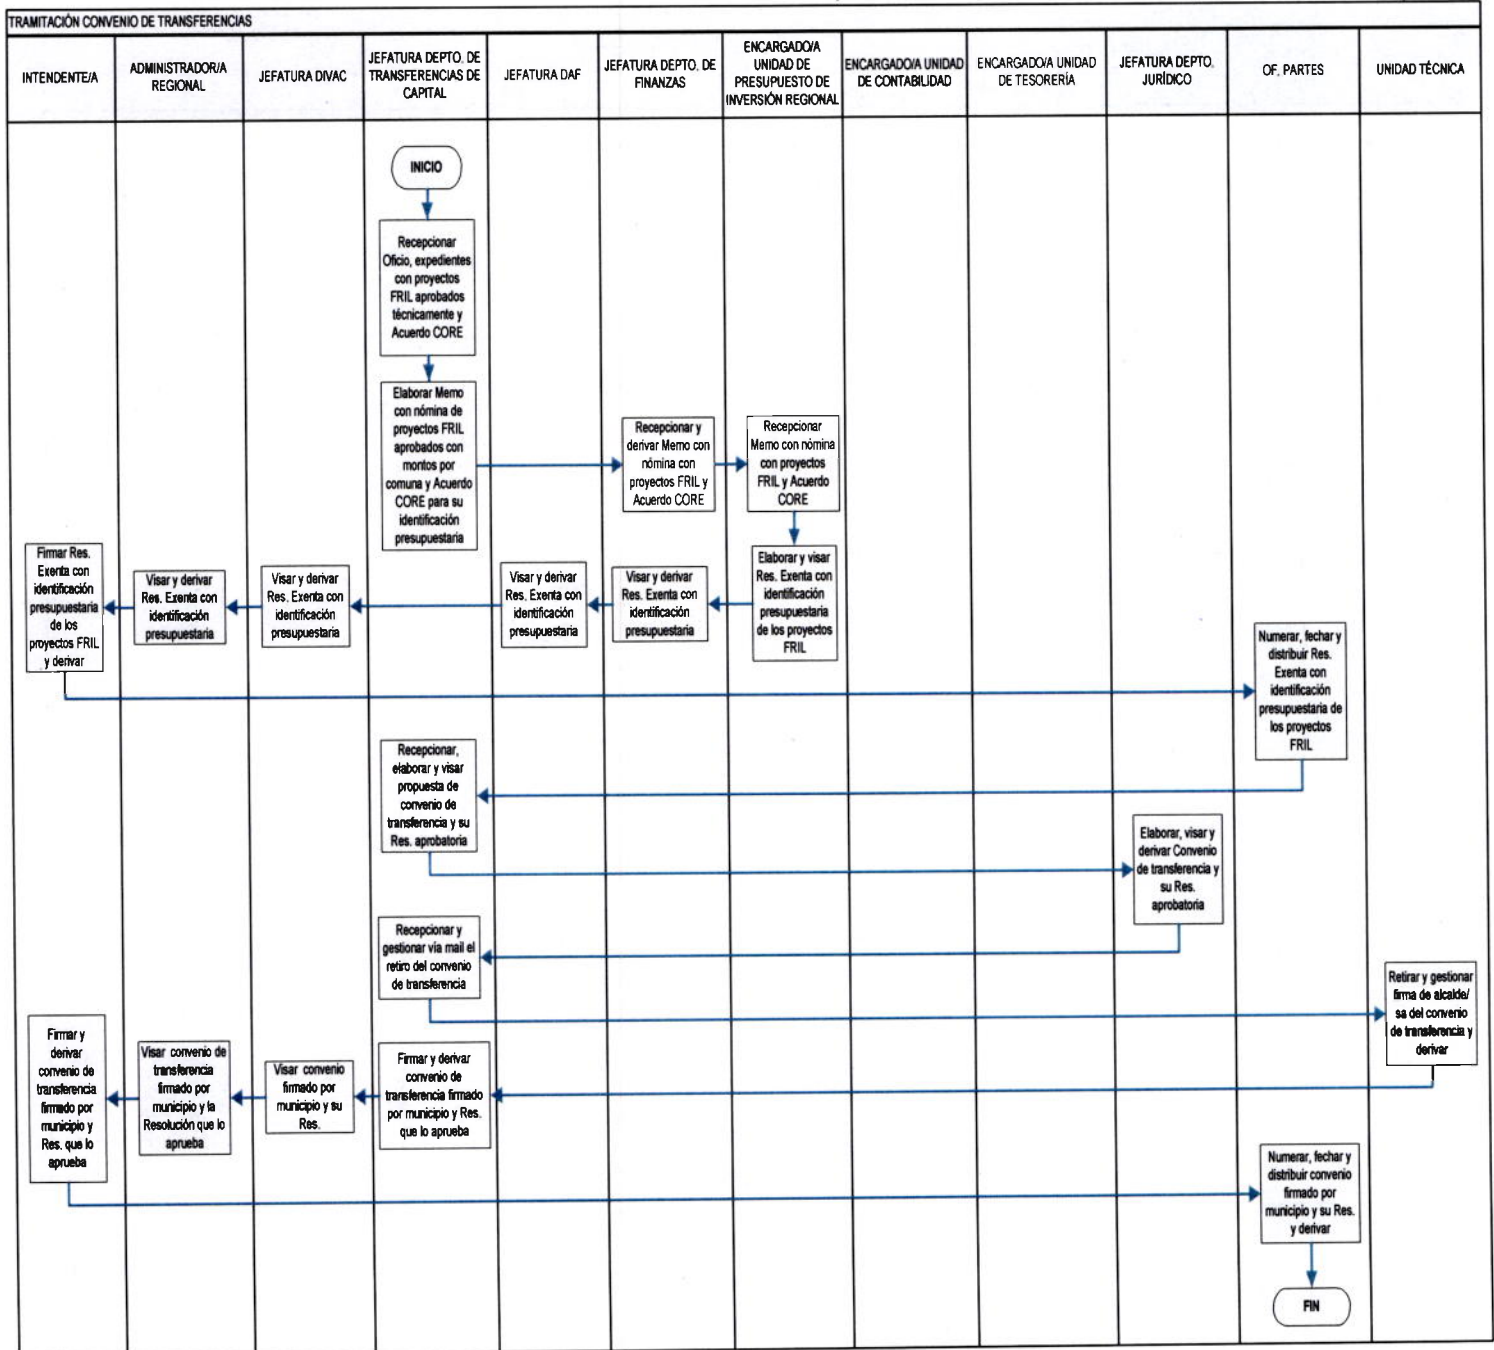 TRAMITACIÓN CONVENIO DE TRANSFERENCIAS
INTENDENTE/A
ADMINISTRADOR/A
REGIONAL
JEFATURA DIVAC
JEFATURA DEPTO. DE
TRANSFERENCIAS DE
CAPITAL
JEFATURA DAF
JEFATURA DEPTO. DE
FINANZAS
ENCARGADO/A
UNIDAD DE
PRESUPUESTO DE
INVERSIÓN REGIONAL
ENCARGADO/A UNIDAD
DE CONTABILIDAD
ENCARGADO/A UNIDAD
DE TESORERÍA
JEFATURA DEPTO.
JURÍDICO
OF. PARTES
UNIDAD TÉCNICA
INICIO
Recepcionar
Oficio, expedientes
con proyectos
FRIL aprobados
técnicamente y
Acuerdo CORE
Elaborar Memo
con nómina de
proyectos FRIL
aprobados con
montos por
comuna y Acuerdo
CORE para su
identificación
presupuestaria
Recepcionar y
derivar Memo con
nómina con
proyectos FRIL y
Acuerdo CORE
Recepcionar
Memo con nómina
con proyectos
FRIL y Acuerdo
CORE
Elaborar y visar
Res. Exenta con
identificación
presupuestaria
de los proyectos
FRIL
Visar y derivar
Res. Exenta con
identificación
presupuestaria
Visar y derivar
Res. Exenta con
identificación
presupuestaria
Visar y derivar
Res. Exenta con
identificación
presupuestaria
Visar y derivar
Res. Exenta con
identificación
presupuestaria
Firmar Res.
Exenta con
identificación
presupuestaria
de los
proyectos FRIL
y derivar
Numerar, fechar y
distribuir Res.
Exenta con
identificación
presupuestaria de
los proyectos
FRIL
Recepcionar,
elaborar y visar
propuesta de
convenio de
transferencia y su
Res. aprobatoria
Elaborar, visar y
derivar Convenio
de transferencia y
su Res.
aprobatoria
Recepcionar y
gestionar vía mail el
retiro del convenio
de transferencia
Retirar y gestionar
firma de alcalde/
sa del convenio
de transferencia y
derivar
Firmar y derivar
convenio de
transferencia firmado
por municipio y Res.
que lo aprueba
Visar convenio
firmado por
municipio y su
Res.
Visar convenio de
transferencia
firmado por
municipio y la
Resolución que lo
aprueba
Firmar y
derivar
convenio de
transferencia
firmado por
municipio y
Res. que lo
aprueba
Numerar, fechar y
distribuir convenio
firmado por
municipio y su Res.
y derivar
FIN